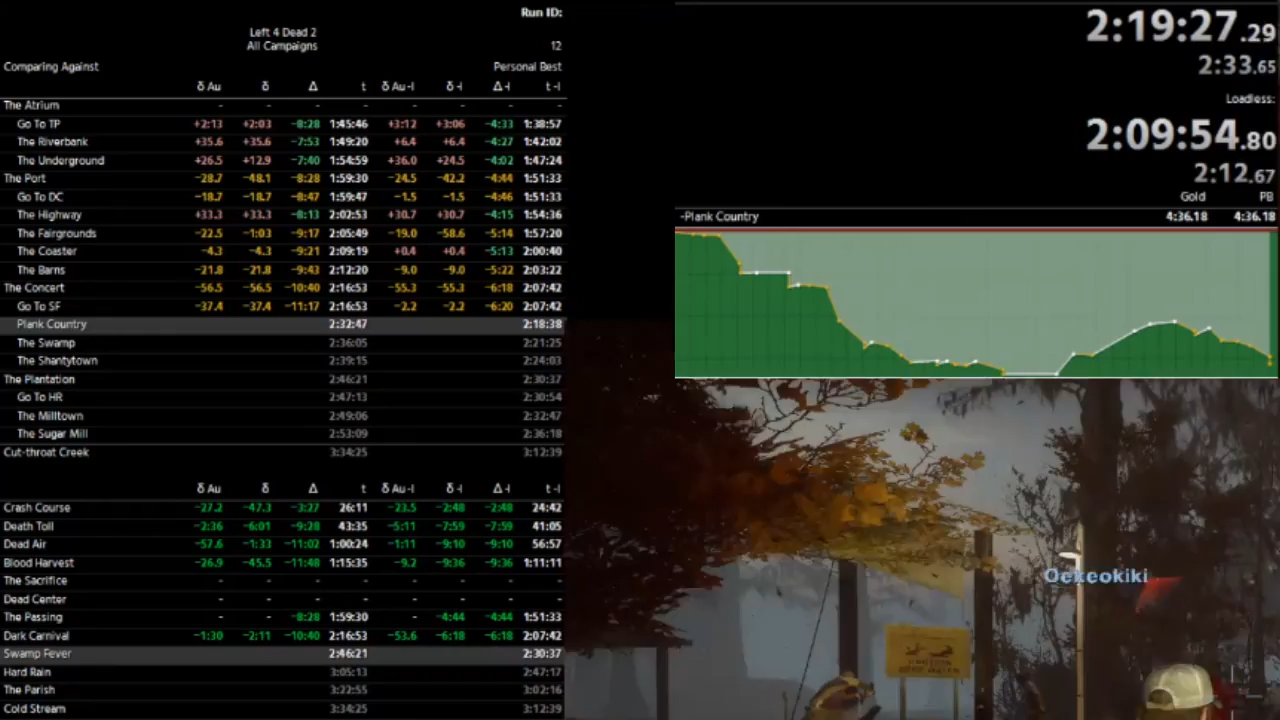 Run ID:
Left 4 Dead 2
All Campaigns
12
Comparing Against Personal Best
δ Au δ Δ t δ Au -l δ -l Δ -l t -l
The Atrium - - - - - - - -
Go To TP +2:13 +2:03 −8:28 1:45:46 +3:12 +3:06 −4:33 1:38:57
The Riverbank +35.6 +35.6 −7:53 1:49:20 +6.4 +6.4 −4:27 1:42:02
The Underground +26.5 +12.9 −7:40 1:54:59 +36.0 +24.5 −4:02 1:47:24
The Port −28.7 −48.1 −8:28 1:59:30 −24.5 −42.2 −4:44 1:51:33
Go To DC −18.7 −18.7 −8:47 1:59:47 −1.5 −1.5 −4:46 1:51:33
The Highway +33.3 +33.3 −8:13 2:02:53 +30.7 +30.7 −4:15 1:54:36
The Fairgrounds −22.5 −1:03 −9:17 2:05:49 −19.0 −58.6 −5:14 1:57:20
The Coaster −4.3 −4.3 −9:21 2:09:19 +0.4 +0.4 −5:13 2:00:40
The Barns −21.8 −21.8 −9:43 2:12:20 −9.0 −9.0 −5:22 2:03:22
The Concert −56.5 −56.5 −10:40 2:16:53 −55.3 −55.3 −6:18 2:07:42
Go To SF −37.4 −37.4 −11:17 2:16:53 −2.2 −2.2 −6:20 2:07:42
Plank Country 2:32:47 2:18:38
The Swamp 2:36:05 2:21:25
The Shantytown 2:39:15 2:24:03
The Plantation 2:46:21 2:30:37
Go To HR 2:47:13 2:30:54
The Milltown 2:49:06 2:32:47
The Sugar Mill 2:53:09 2:36:18
Cut-throat Creek 3:34:25 3:12:39
δ Au δ Δ t δ Au -l δ -l Δ -l t -l
Crash Course −27.2 −47.3 −3:27 26:11 −23.5 −2:48 −2:48 24:42
Death Toll −2:36 −6:01 −9:28 43:35 −5:11 −7:59 −7:59 41:05
Dead Air −57.6 −1:33 −11:02 1:00:24 −1:11 −9:10 −9:10 56:57
Blood Harvest −26.9 −45.5 −11:48 1:15:35 −9.2 −9:36 −9:36 1:11:11
The Sacrifice - - - - - - - -
Dead Center - - - - - - - -
The Passing - - −8:28 1:59:30 - −4:44 −4:44 1:51:33
Dark Carnival −1:30 −2:11 −10:40 2:16:53 −53.6 −6:18 −6:18 2:07:42
Swamp Fever 2:46:21 2:30:37
Hard Rain 3:05:13 2:47:17
The Parish 3:22:55 3:02:16
Cold Stream 3:34:25 3:12:39
2:19:27.29
2:33.65
Loadless:
2:09:54.80
2:12.67
Gold PB
-Plank Country 4:36.18 4:36.18
Ockeokiki